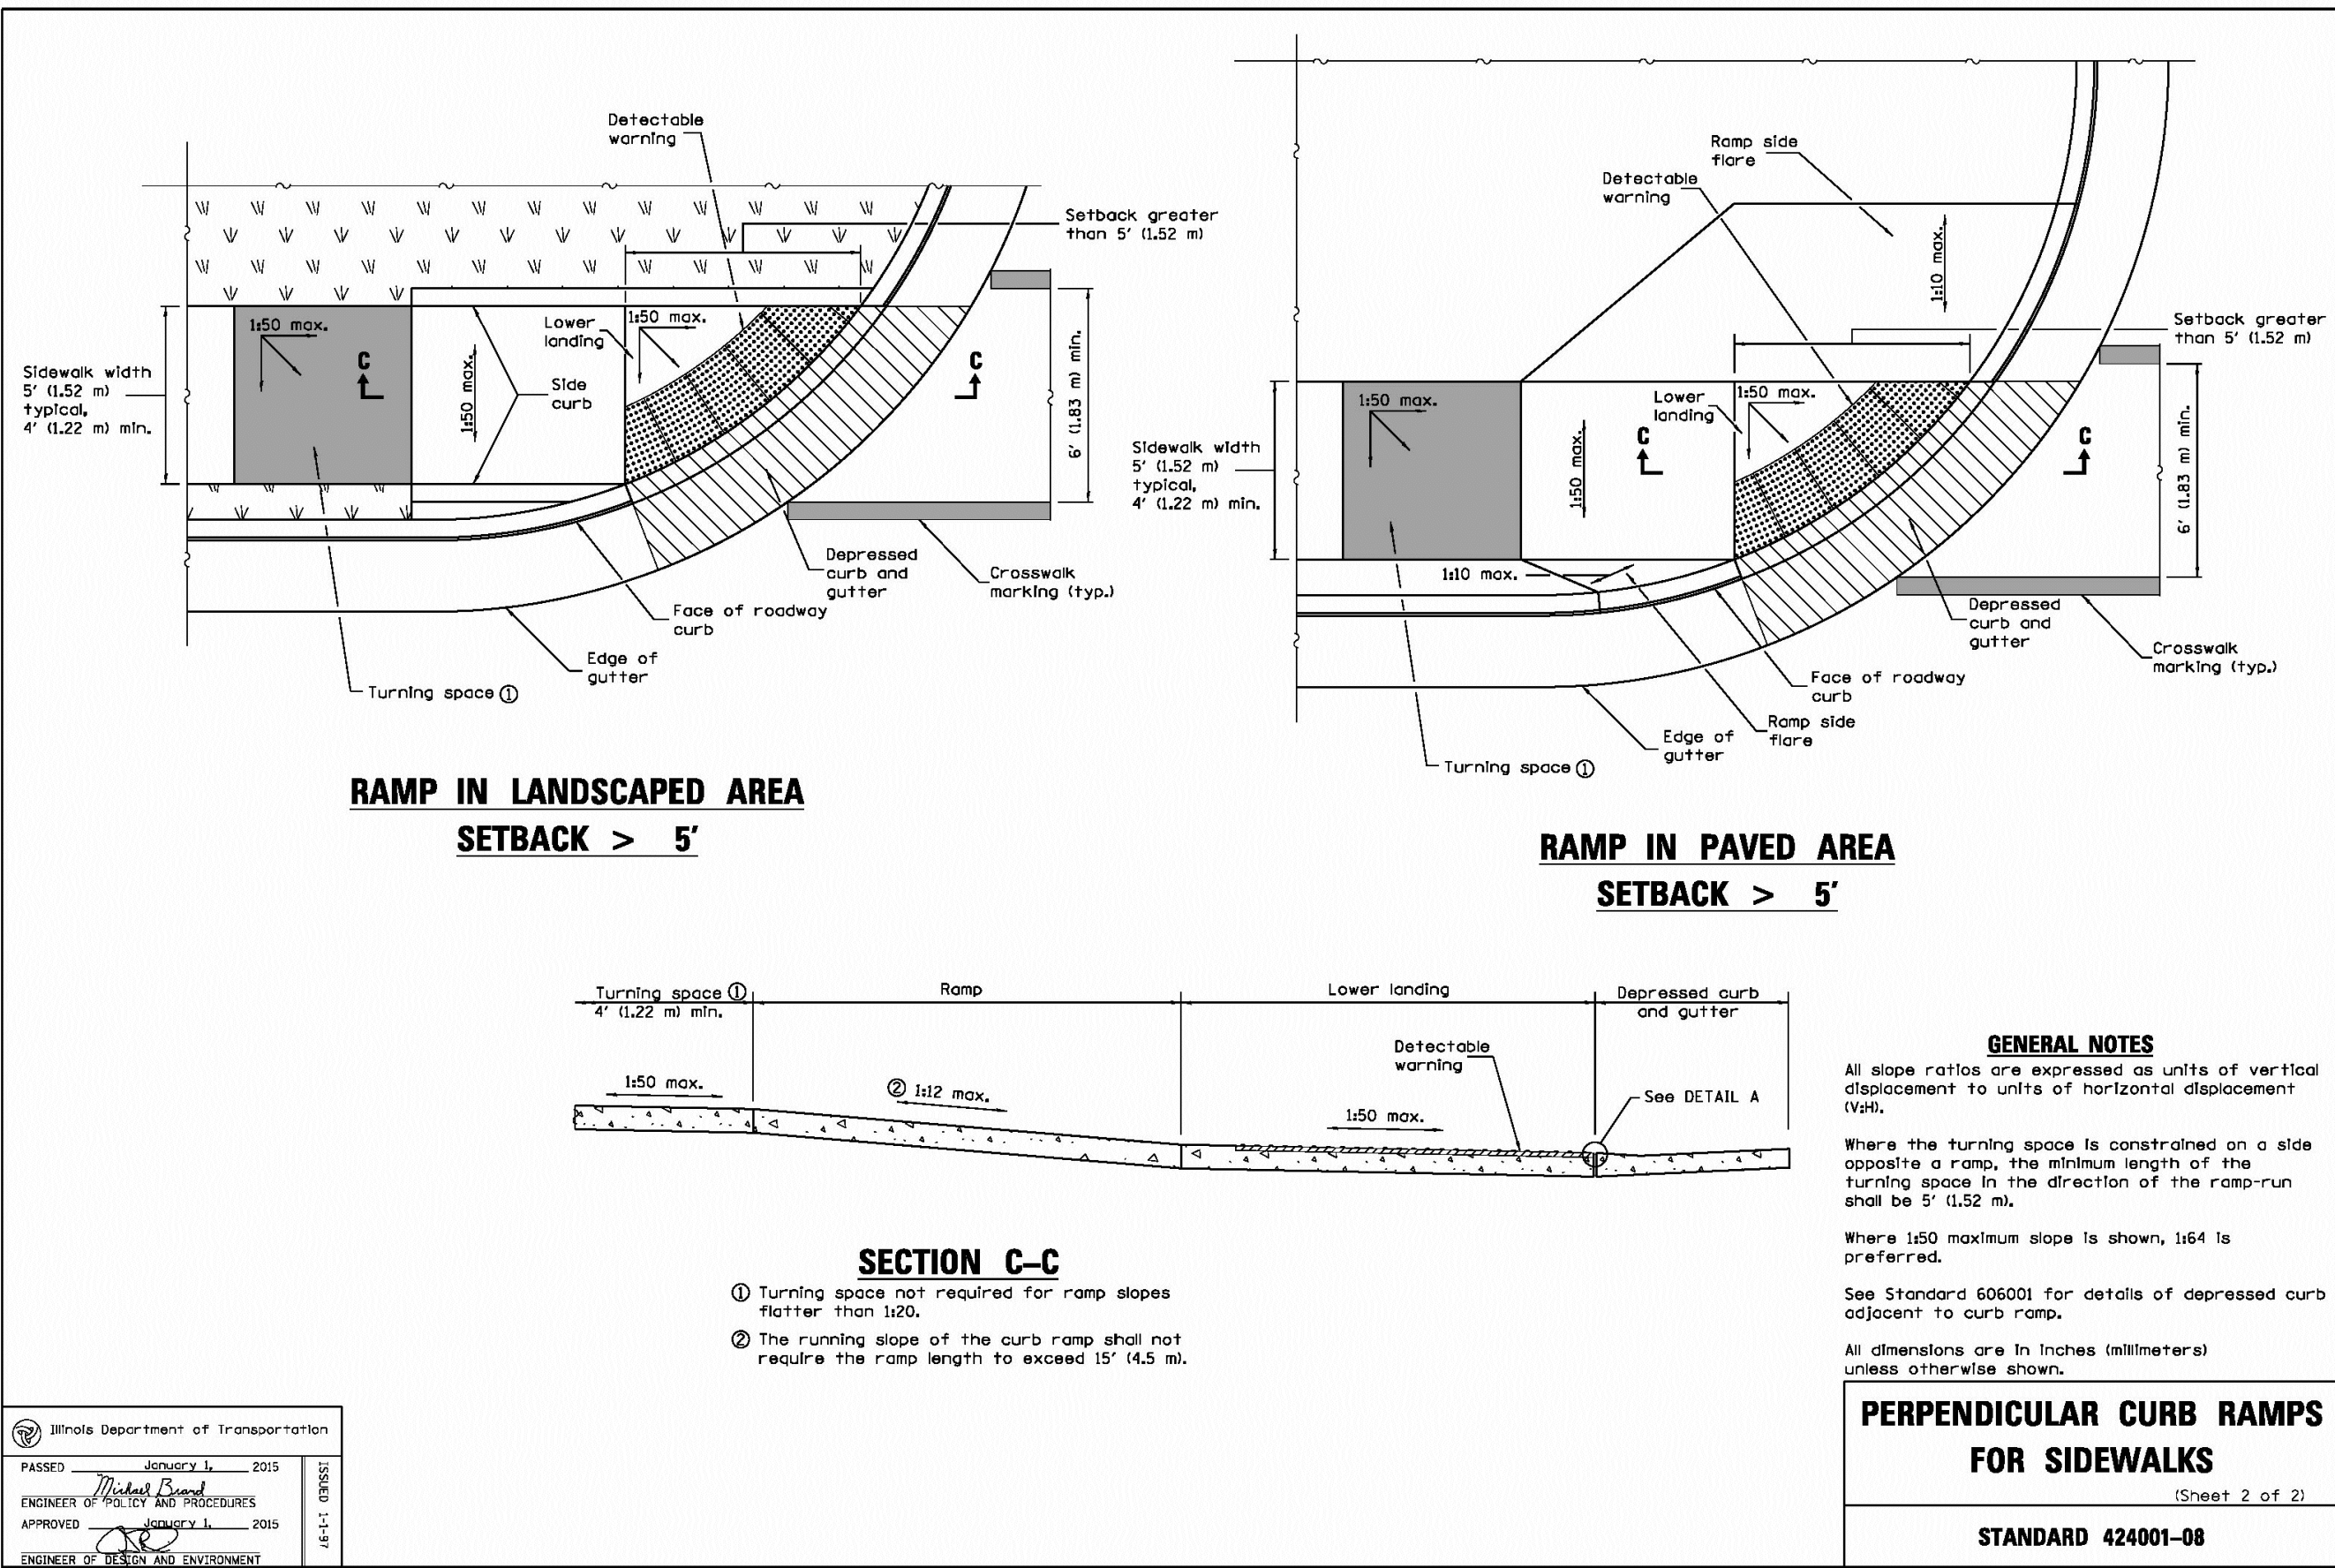 Detectable
warning
Setback greater
than 5' (1.52 m)
1:50 max.
Lower
landing
1:50 max.
C
C
Sidewalk width
5' (1.52 m)
typical,
4' (1.22 m) min.
1:50 max.
Side
curb
6' (1.83 m) min.
Depressed
curb and
gutter
Crosswalk
marking (typ.)
Face of roadway
curb
Edge of
gutter
Turning space ①
RAMP IN LANDSCAPED AREA
SETBACK > 5'
Ramp side
flare
Detectable
warning
1:10 max.
Setback greater
than 5' (1.52 m)
1:50 max.
Lower
landing
1:50 max.
C
C
Sidewalk width
5' (1.52 m)
typical,
4' (1.22 m) min.
1:50 max.
6' (1.83 m) min.
1:10 max.
Depressed
curb and
gutter
Crosswalk
marking (typ.)
Face of roadway
curb
Ramp side
flare
Edge of
gutter
Turning space ①
RAMP IN PAVED AREA
SETBACK > 5'
Turning space ①
4' (1.22 m) min.
Ramp
Lower landing
Depressed curb
and gutter
Detectable
warning
1:50 max.
② 1:12 max.
1:50 max.
See DETAIL A
SECTION C–C
① Turning space not required for ramp slopes
flatter than 1:20.
② The running slope of the curb ramp shall not
require the ramp length to exceed 15' (4.5 m).
GENERAL NOTES
All slope ratios are expressed as units of vertical
displacement to units of horizontal displacement
(V:H).
Where the turning space is constrained on a side
opposite a ramp, the minimum length of the
turning space in the direction of the ramp-run
shall be 5' (1.52 m).
Where 1:50 maximum slope is shown, 1:64 is
preferred.
See Standard 606001 for details of depressed curb
adjacent to curb ramp.
All dimensions are in inches (millimeters)
unless otherwise shown.
Illinois Department of Transportation
PASSED January 1, 2015
Michael Brand
ENGINEER OF POLICY AND PROCEDURES
APPROVED January 1, 2015
ENGINEER OF DESIGN AND ENVIRONMENT
ISSUED 1-1-97
PERPENDICULAR CURB RAMPS
FOR SIDEWALKS
(Sheet 2 of 2)
STANDARD 424001–08